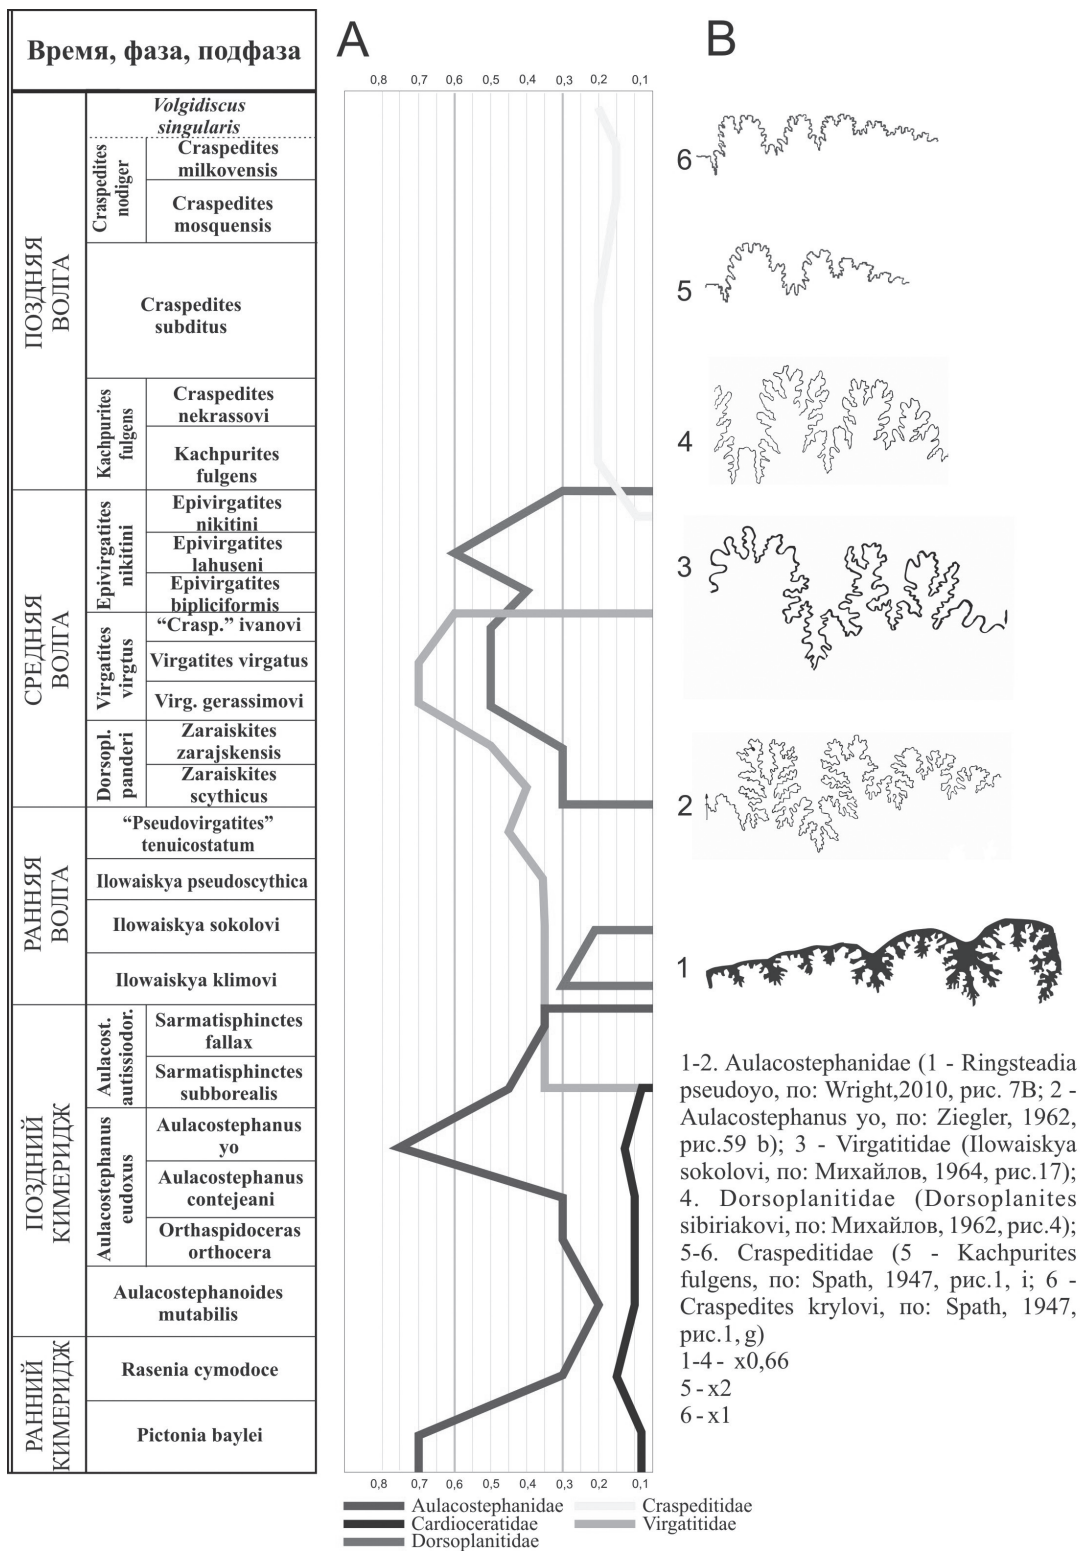 Время, фаза, подфаза
ПОЗДНЯЯ
ВОЛГА
Volgidiscus
singularis
Craspedites
nodiger
Craspedites
milkovensis
Craspedites
mosquensis
Craspedites
subditus
Kachpurites
fulgens
Craspedites
nekrassovi
Kachpurites
fulgens
СРЕДНЯЯ
ВОЛГА
Epivirgatites
nikitini
Epivirgatites
nikitini
Epivirgatites
lahuseni
Epivirgatites
bipliciformis
Virgatites
virgtus
“Crasp.” ivanovi
Virgatites virgatus
Virg. gerassimovi
Dorsopl.
panderi
Zaraiskites
zarajskensis
Zaraiskites
scythicus
РАННЯЯ
ВОЛГА
“Pseudovirgatites”
tenuicostatum
Ilowaiskya pseudoscythica
Ilowaiskya sokolovi
Ilowaiskya klimovi
ПОЗДНИЙ
КИМЕРИДЖ
Aulacost.
autissiodor.
Sarmatisphinctes
fallax
Sarmatisphinctes
subborealis
Aulacostephanus
eudoxus
Aulacostephanus
yo
Aulacostephanus
contejeani
Orthaspidoceras
orthocera
Aulacostephanoides
mutabilis
РАННИЙ
КИМЕРИДЖ
Rasenia cymodoce
Pictonia baylei
A
0,8 0,7 0,6 0,5 0,4 0,3 0,2 0,1
0,8 0,7 0,6 0,5 0,4 0,3 0,2 0,1
Aulacostephanidae
Cardioceratidae
Dorsoplanitidae
Craspeditidae
Virgatitidae
B
6
5
4
3
2
1
1-2. Aulacostephanidae (1 - Ringsteadia
pseudoyo, по: Wright,2010, рис. 7B; 2 -
Aulacostephanus yo, по: Ziegler, 1962,
рис.59 b); 3 - Virgatitidae (Ilowaiskya
sokolovi, по: Михайлов, 1964, рис.17);
4. Dorsoplanitidae (Dorsoplanites
sibiriakovi, по: Михайлов, 1962, рис.4);
5-6. Craspeditidae (5 - Kachpurites
fulgens, по: Spath, 1947, рис.1, i; 6 -
Craspedites krylovi, по: Spath, 1947,
рис.1, g)
1-4 - x0,66
5 - x2
6 - x1